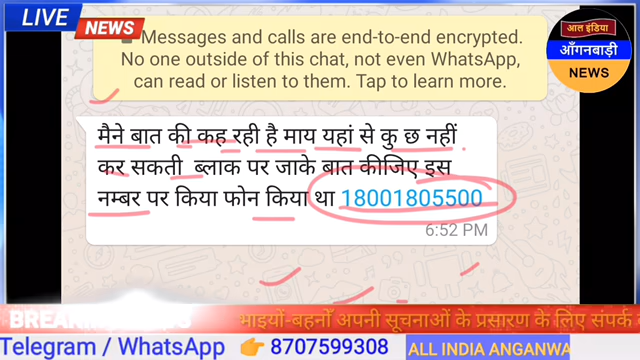 LIVE NEWS
Messages and calls are end-to-end encrypted.
No one outside of this chat, not even WhatsApp,
can read or listen to them. Tap to learn more.
आल इंडिया
आँगनबाड़ी
NEWS
मैने बात की कह रही है माय यहां से कु छ नहीं
कर सकती ब्लाक पर जाके बात कीजिए इस
नम्बर पर किया फोन किया था 18001805500
6:52 PM
भाइयों-बहनों अपनी सूचनाओं के प्रसारण के लिए संपर्क
Telegram / WhatsApp 👉 8707599308
ALL INDIA ANGANWA